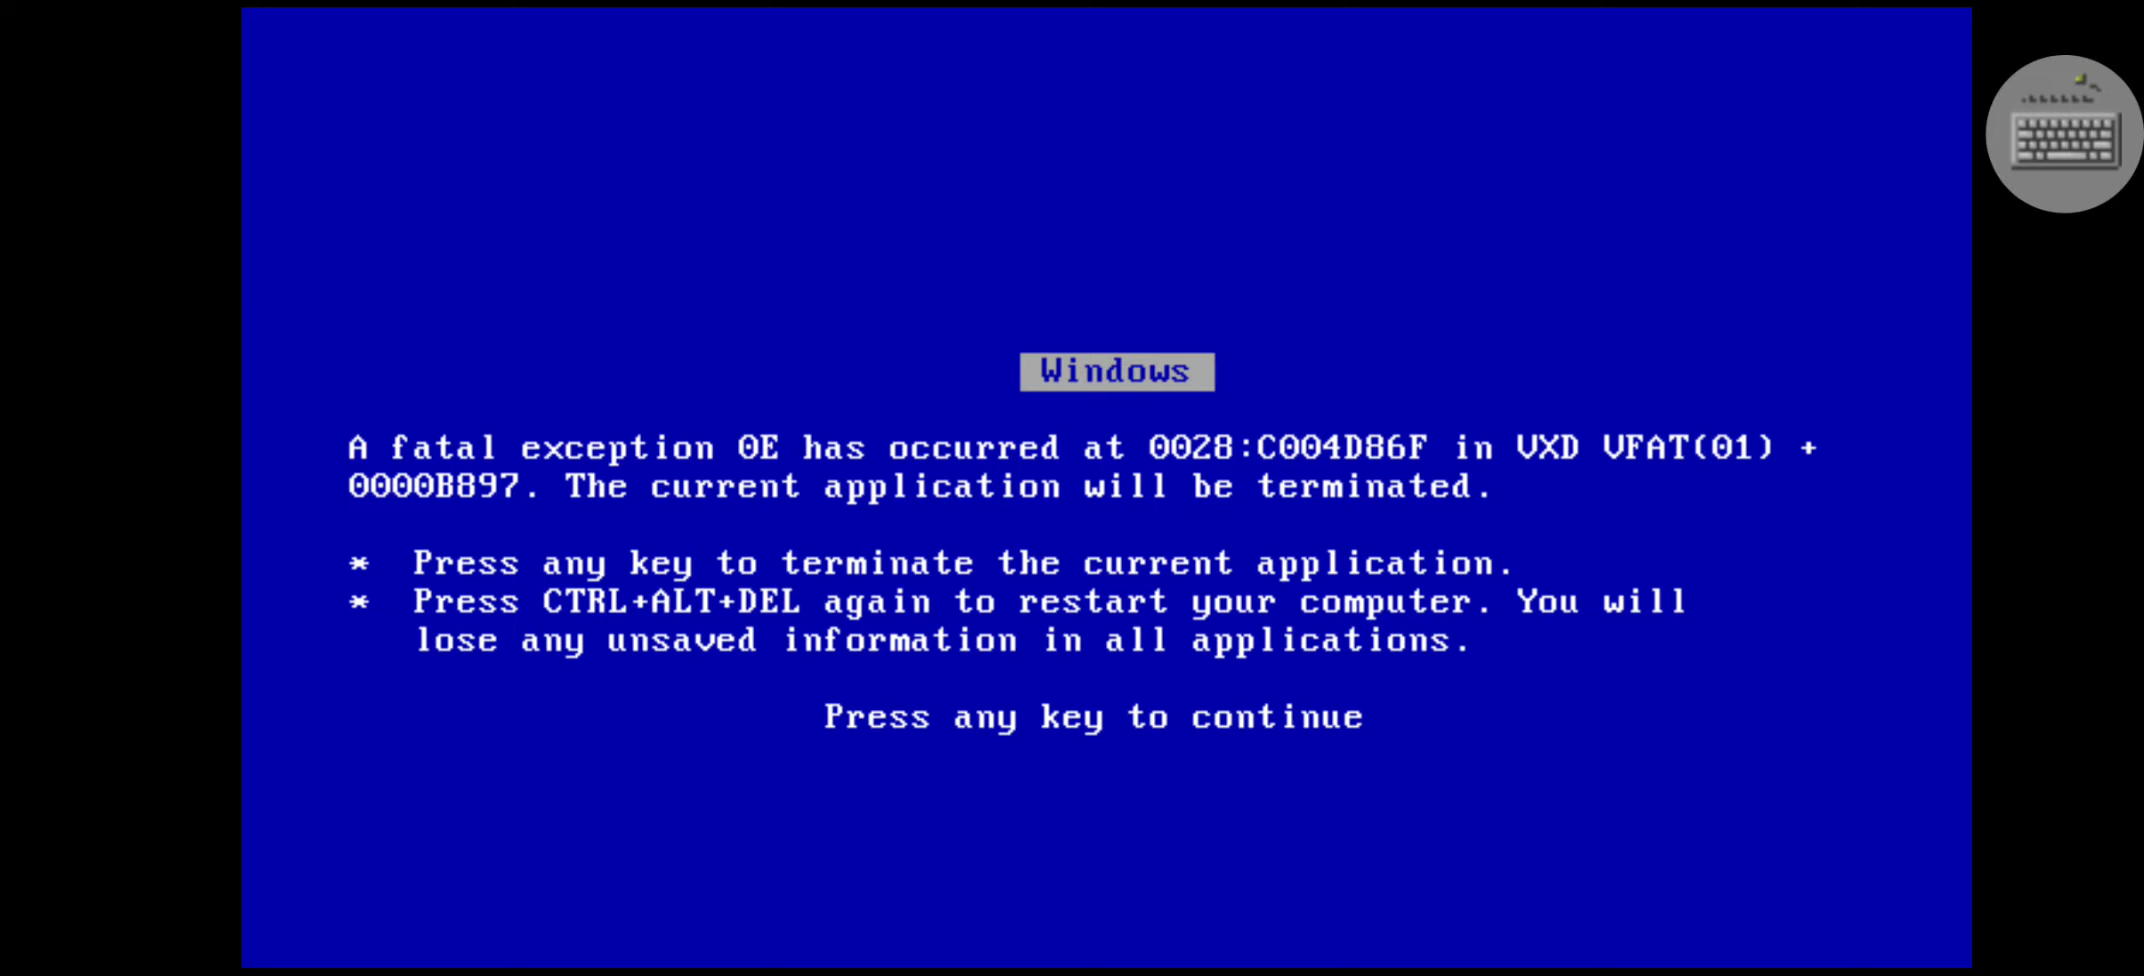 Windows
A fatal exception 0E has occurred at 0028:C004D86F in VXD VFAT(01) +
0000B897. The current application will be terminated.
* Press any key to terminate the current application.
* Press CTRL+ALT+DEL again to restart your computer. You will
lose any unsaved information in all applications.
Press any key to continue